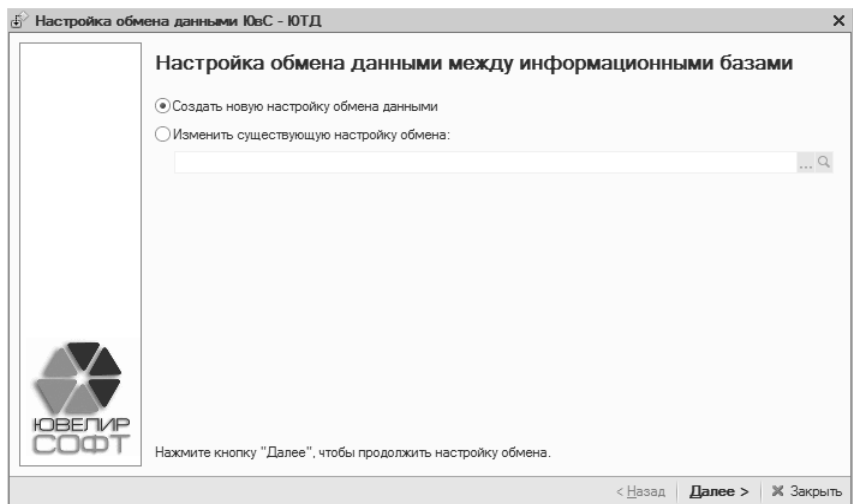 Настройка обмена данными ЮвС - ЮТД
Настройка обмена данными между информационными базами
Создать новую настройку обмена данными
Изменить существующую настройку обмена:
...
ЮВЕЛИР
СОФТ
Нажмите кнопку "Далее", чтобы продолжить настройку обмена.
< Назад Далее > Закрыть